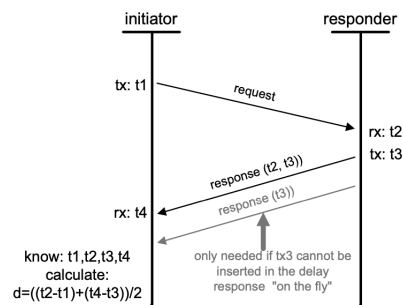 initiator
responder
tx: t1
request
rx: t2
tx: t3
response (t2, t3))
response (t3))
rx: t4
only needed if tx3 cannot be
inserted in the delay
response "on the fly"
know: t1,t2,t3,t4
calculate:
d=((t2-t1)+(t4-t3))/2